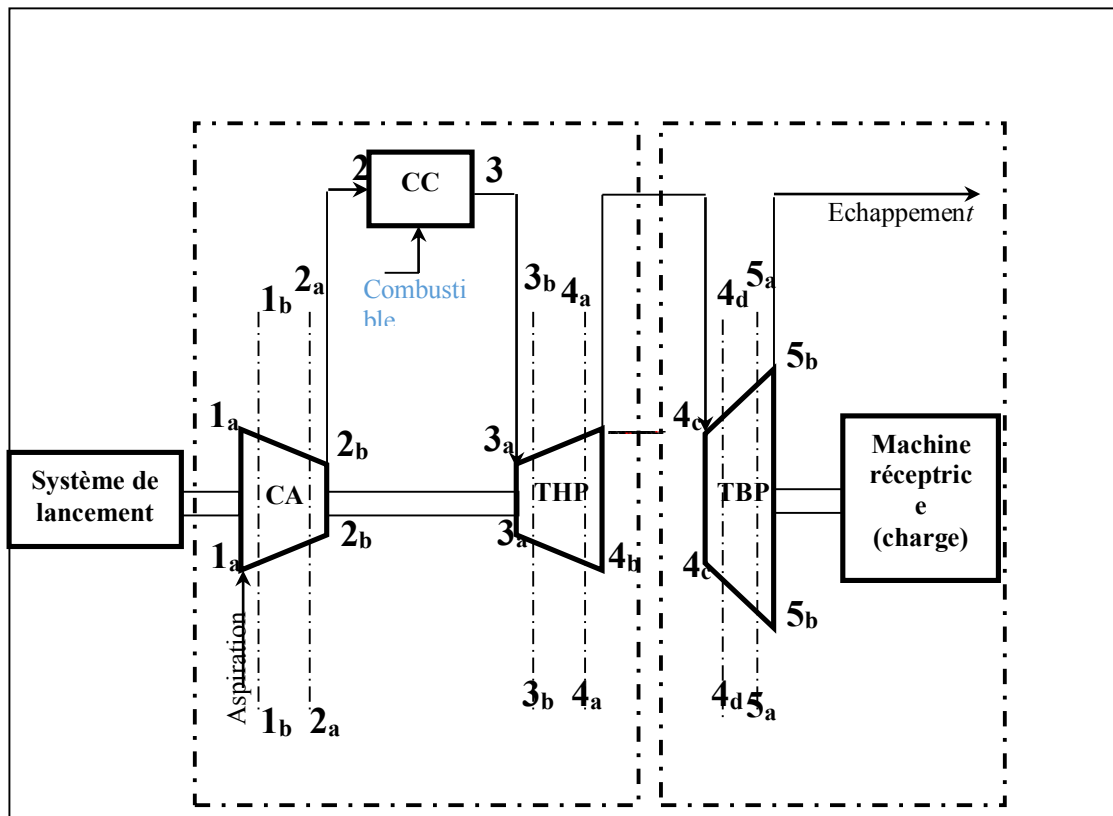 2
CC
3
Echappement
Combusti
ble
1b
2a
3b
4a
4d
5a
1a
2b
3a
4c
5b
Système de
lancement
CA
THP
TBP
Machine
réceptric
e
(charge)
1a
2b
3a
4b
4c
5b
Aspiration
1b
2a
3b
4a
4d
5a